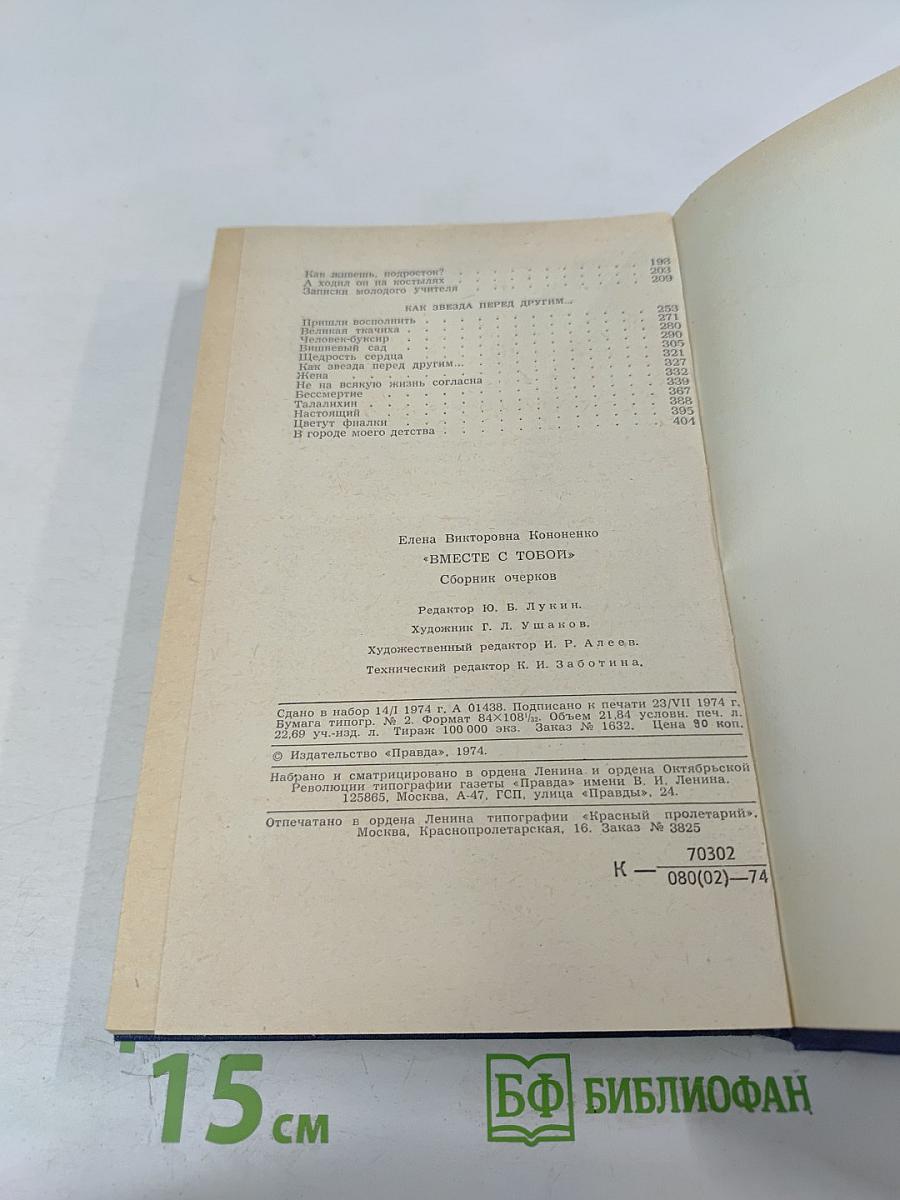 Как живешь, подросток? . . . . . . . . . . . 193
А ходил он на костылях . . . . . . . . . . . 203
Записки молодого учителя . . . . . . . . . . . 209
КАК ЗВЕЗДА ПЕРЕД ДРУГИМ...
Пришли восполнить . . . . . . . . . . . 253
Великая ткачиха . . . . . . . . . . . 271
Человек-буксир . . . . . . . . . . . 280
Вишневый сад . . . . . . . . . . . 290
Щедрость сердца . . . . . . . . . . . 305
Как звезда перед другим... . . . . . . . . . . . 321
Жена . . . . . . . . . . . 327
Не на всякую жизнь согласна . . . . . . . . . . . 332
Бессмертие . . . . . . . . . . . 339
Талалихин . . . . . . . . . . . 367
Настоящий . . . . . . . . . . . 388
Цветут фиалки . . . . . . . . . . . 395
В городе моего детства . . . . . . . . . . . 404
Елена Викторовна Кононенко
«ВМЕСТЕ С ТОБОЙ»
Сборник очерков
Редактор Ю. Б. Лукин.
Художник Г. Л. Ушаков.
Художественный редактор И. Р. Алеев.
Технический редактор К. И. Заботина.
Сдано в набор 14/I 1974 г. А 01438. Подписано к печати 23/VII 1974 г.
Бумага типогр. № 2. Формат 84×108¹/₃₂. Объем 21,84 условн. печ. л.
22,69 уч.-изд. л. Тираж 100 000 экз. Заказ № 1632. Цена 90 коп.
© Издательство «Правда», 1974.
Набрано и сматрицировано в ордена Ленина и ордена Октябрьской
Революции типографии газеты «Правда» имени В. И. Ленина.
125865, Москва, А-47, ГСП, улица «Правды», 24.
Отпечатано в ордена Ленина типографии «Красный пролетарий».
Москва, Краснопролетарская, 16. Заказ № 3825
К — 70302
080(02)—74
15 см
БФ БИБЛИОФАН